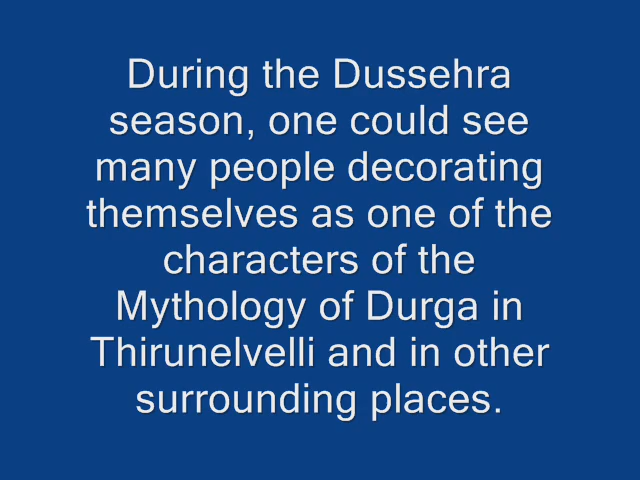 During the Dussehra
season, one could see
many people decorating
themselves as one of the
characters of the
Mythology of Durga in
Thirunelvelli and in other
surrounding places.